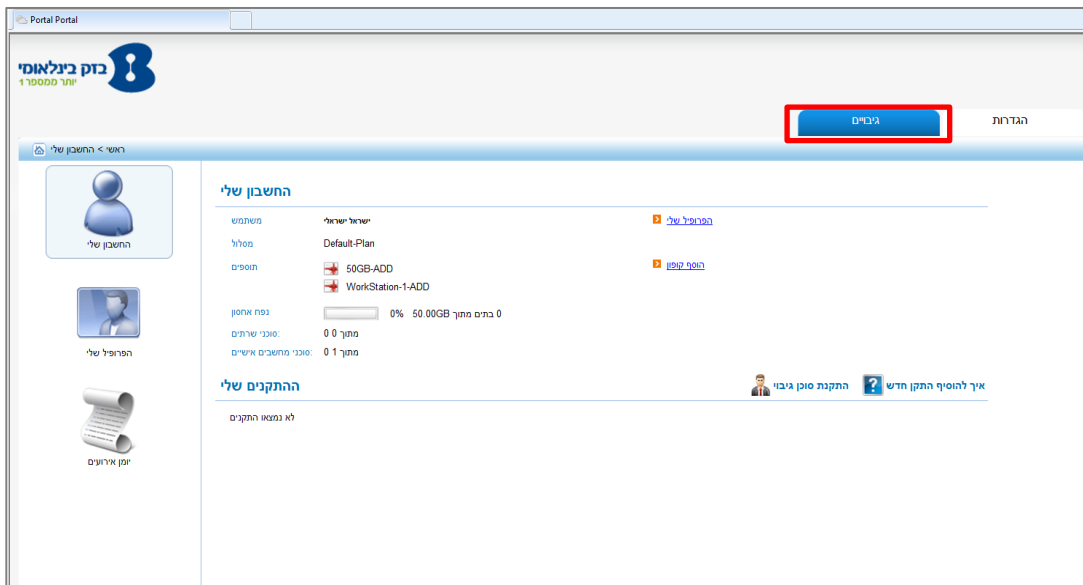 Portal Portal
בזק בינלאומי
יותר ממספר 1
גיבויים
הגדרות
ראשי > החשבון שלי
החשבון שלי
הפרופיל שלי
יומן אירועים
החשבון שלי
משתמש ישראל ישראלי הפרופיל שלי
מסלול Default-Plan
תוספים 50GB-ADD הוסף קופון
WorkStation-1-ADD
נפח אחסון 0% 0 בתים מתוך 50.00GB
סוכני שרתים: 0 מתוך 0
סוכני מחשבים אישיים: 0 מתוך 1
ההתקנים שלי התקנת סוכן גיבוי איך להוסיף התקן חדש
לא נמצאו התקנים